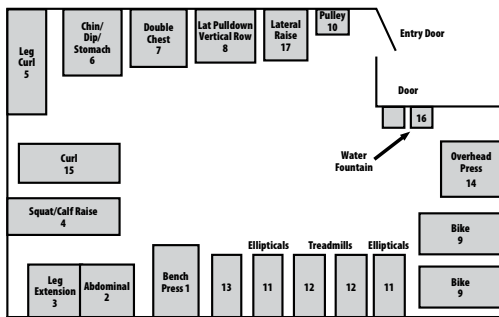 Leg
Curl
5
Chin/
Dip/
Stomach
6
Double
Chest
7
Lat Pulldown
Vertical Row
8
Lateral
Raise
17
Pulley
10
Entry Door
Door
16
Water
Fountain
Curl
15
Overhead
Press
14
Squat/Calf Raise
4
Bike
9
Ellipticals
Treadmills
Ellipticals
Leg
Extension
3
Abdominal
2
Bench
Press 1
13
11
12
12
11
Bike
9